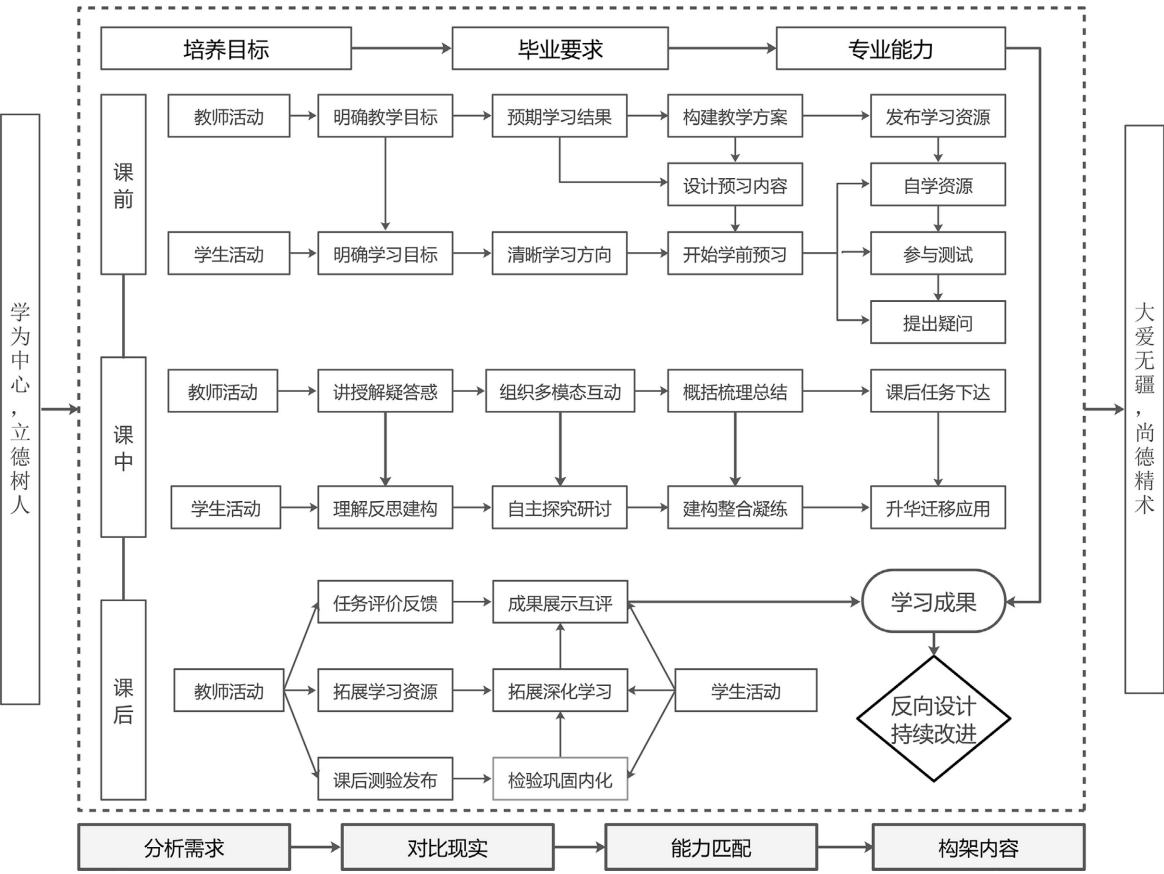 培养目标
毕业要求
专业能力
学为中心，立德树人
课前
教师活动
明确教学目标
预期学习结果
构建教学方案
发布学习资源
设计预习内容
自学资源
学生活动
明确学习目标
清晰学习方向
开始学前预习
参与测试
提出疑问
课中
教师活动
讲授解疑答惑
组织多模态互动
概括梳理总结
课后任务下达
学生活动
理解反思建构
自主探究研讨
建构整合凝练
升华迁移应用
课后
任务评价反馈
成果展示互评
学习成果
教师活动
拓展学习资源
拓展深化学习
学生活动
反向设计
持续改进
课后测验发布
检验巩固内化
大爱无疆，尚德精术
分析需求
对比现实
能力匹配
构架内容